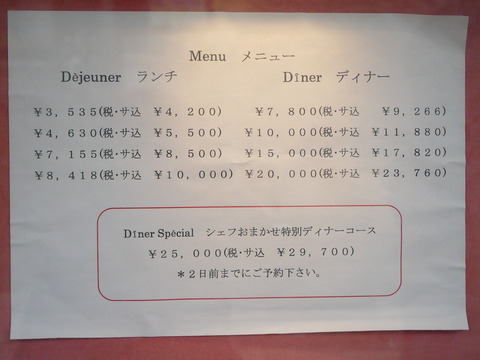 Menu メニュー
Dèjeuner ランチ
Dîner ディナー
￥3,535(税・サ込 ￥4,200)
￥4,630(税・サ込 ￥5,500)
￥7,155(税・サ込 ￥8,500)
￥8,418(税・サ込 ￥10,000)
￥7,800(税・サ込 ￥9,266)
￥10,000(税・サ込 ￥11,880)
￥15,000(税・サ込 ￥17,820)
￥20,000(税・サ込 ￥23,760)
Dîner Spécial シェフおまかせ特別ディナーコース
￥25,000(税・サ込 ￥29,700)
＊2日前までにご予約下さい。